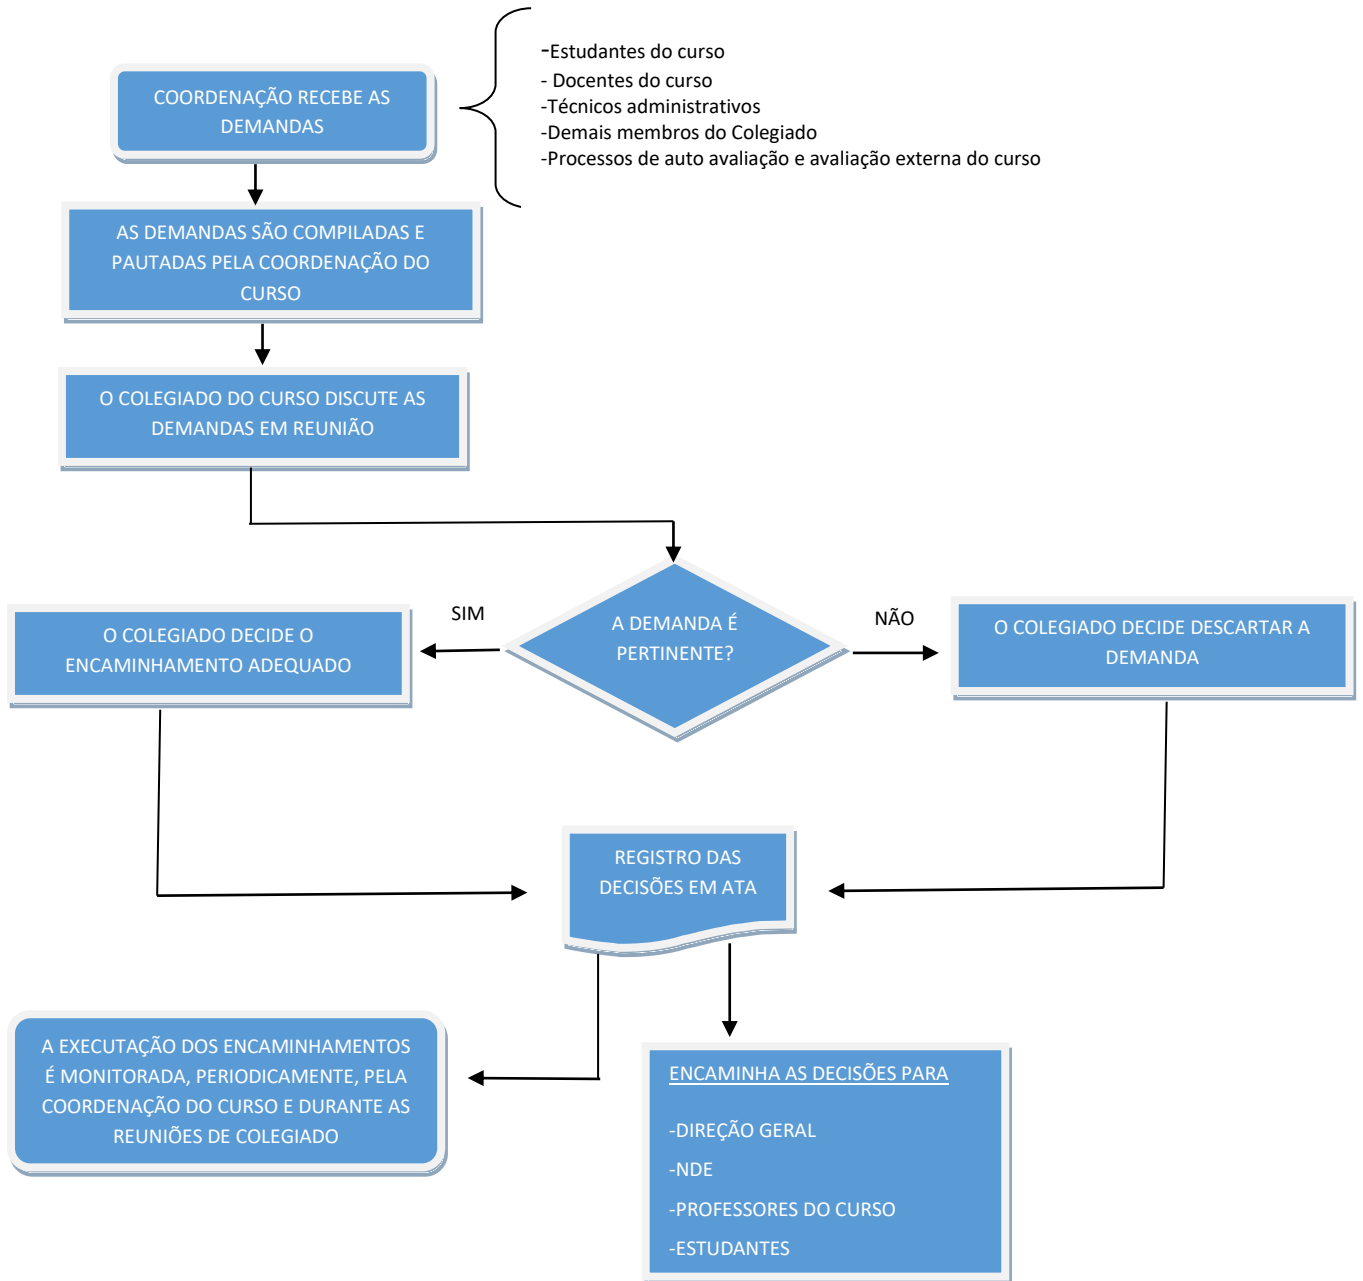 -Estudantes do curso
- Docentes do curso
-Técnicos administrativos
-Demais membros do Colegiado
-Processos de auto avaliação e avaliação externa do curso
COORDENAÇÃO RECEBE AS
DEMANDAS
AS DEMANDAS SÃO COMPILADAS E
PAUTADAS PELA COORDENAÇÃO DO
CURSO
O COLEGIADO DO CURSO DISCUTE AS
DEMANDAS EM REUNIÃO
A DEMANDA É
PERTINENTE?
SIM
NÃO
O COLEGIADO DECIDE O
ENCAMINHAMENTO ADEQUADO
O COLEGIADO DECIDE DESCARTAR A
DEMANDA
REGISTRO DAS
DECISÕES EM ATA
A EXECUTAÇÃO DOS ENCAMINHAMENTOS
É MONITORADA, PERIODICAMENTE, PELA
COORDENAÇÃO DO CURSO E DURANTE AS
REUNIÕES DE COLEGIADO
ENCAMINHA AS DECISÕES PARA
-DIREÇÃO GERAL
-NDE
-PROFESSORES DO CURSO
-ESTUDANTES